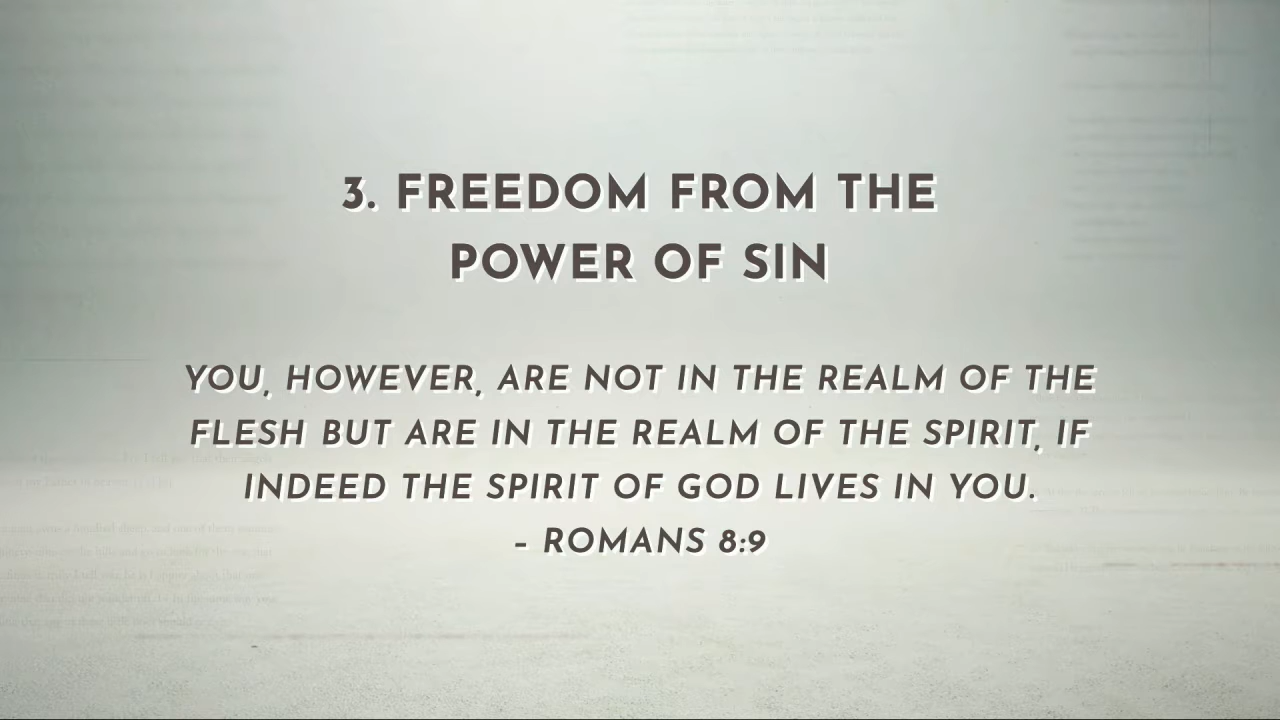 3. FREEDOM FROM THE
POWER OF SIN
YOU, HOWEVER, ARE NOT IN THE REALM OF THE
FLESH BUT ARE IN THE REALM OF THE SPIRIT, IF
INDEED THE SPIRIT OF GOD LIVES IN YOU.
– ROMANS 8:9